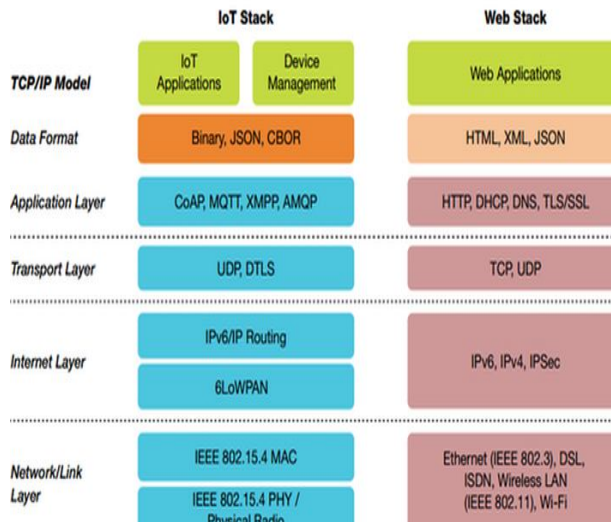 IoT Stack
Web Stack
TCP/IP Model
IoT
Applications
Device
Management
Web Applications
Data Format
Binary, JSON, CBOR
HTML, XML, JSON
Application Layer
CoAP, MQTT, XMPP, AMQP
HTTP, DHCP, DNS, TLS/SSL
Transport Layer
UDP, DTLS
TCP, UDP
Internet Layer
IPv6/IP Routing
6LoWPAN
IPv6, IPv4, IPSec
Network/Link
Layer
IEEE 802.15.4 MAC
IEEE 802.15.4 PHY /
Physical Radio
Ethernet (IEEE 802.3), DSL,
ISDN, Wireless LAN
(IEEE 802.11), Wi-Fi